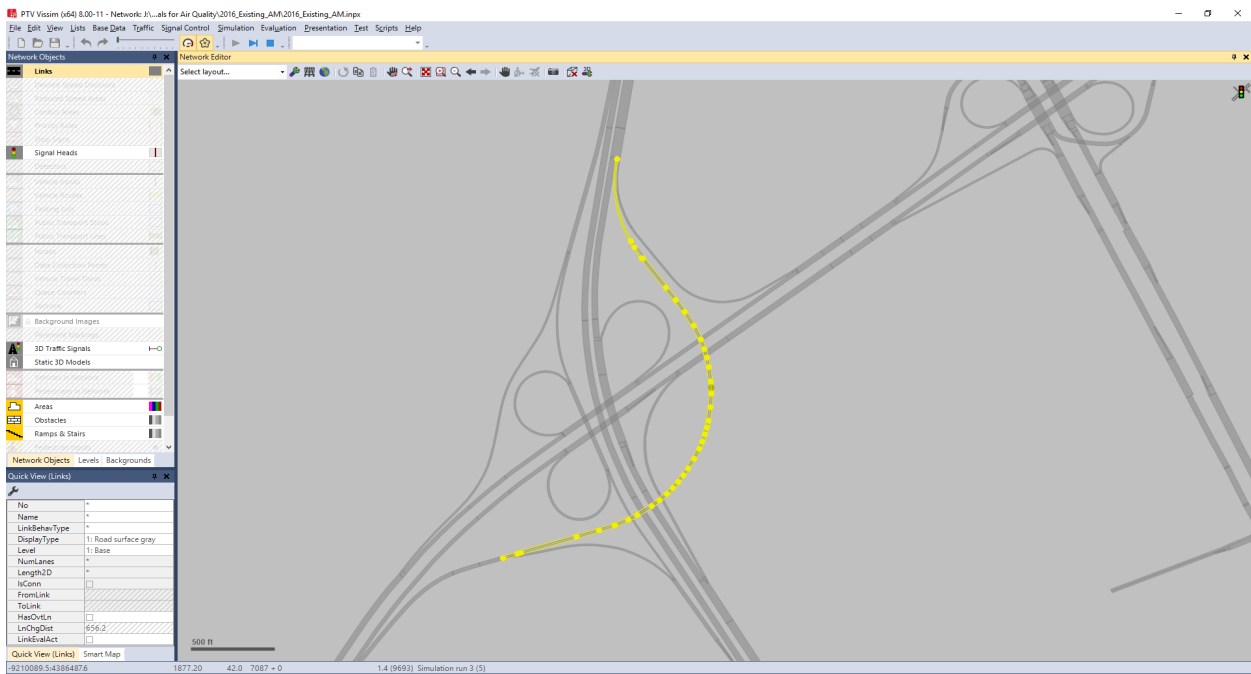 PTV Vissim (x64) 8.00-11 - Network: J:\...als for Air Quality\2016_Existing_AM\2016_Existing_AM.inpx
File Edit View Lists Base Data Traffic Signal Control Simulation Evaluation Presentation Test Scripts Help
Network Objects
Network Editor
Links
Select layout...
Signal Heads
Background Images
3D Traffic Signals
Static 3D Models
Areas
Obstacles
Ramps & Stairs
Network Objects Levels Backgrounds
Quick View (Links)
No *
Name *
LinkBehavType *
DisplayType 1: Road surface gray
Level 1: Base
NumLanes *
Length2D *
IsConn
FromLink
ToLink
HasOvtLn
LnChgDist 656.2
LinkEvalAct
500 ft
Quick View (Links) Smart Map
-9210089.5:4386487.6 1877.20 42.0 7087 + 0 1.4 (9693) Simulation run 3 (5)